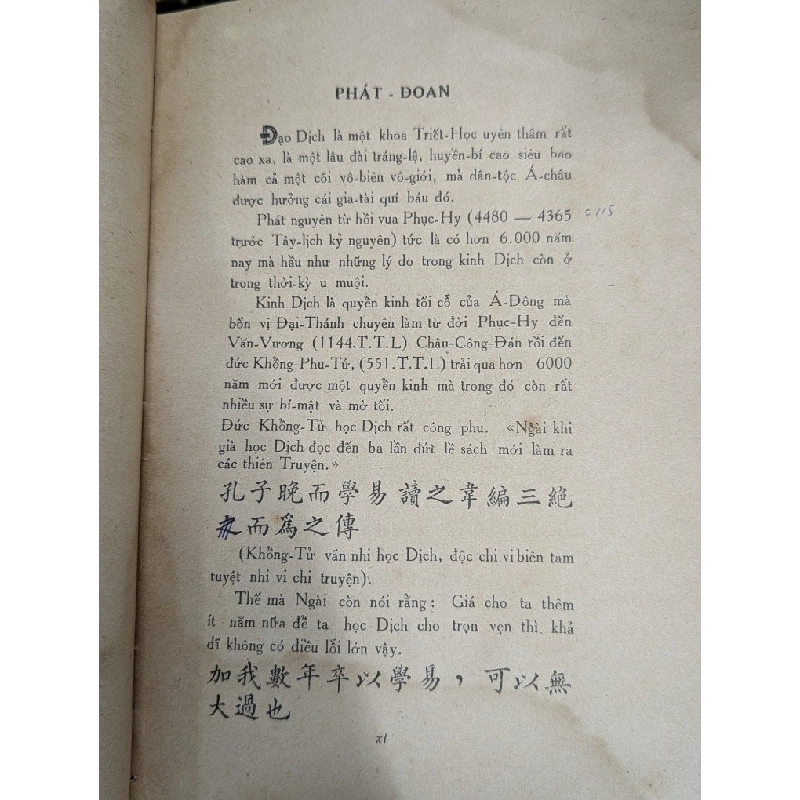 PHÁT - ĐOAN
Đạo Dịch là một khoa Triết-Học uyên thâm rất
cao xa, là một lâu đài tráng-lệ, huyền-bí cao siêu bao
hàm cả một cõi vô-biên vô-giới, mà dân-tộc Á-châu
được hưởng cái gia-tài quí báu đó.
Phát nguyên từ hồi vua Phục-Hy (4480 — 4365
trước Tây-lịch kỷ nguyên) tức là có hơn 6.000 năm
nay mà hầu như những lý do trong kinh Dịch còn ở
trong thời-kỳ u muội.
Kinh Dịch là quyển kinh tối cổ của Á-Đông mà
bốn vị Đại-Thánh chuyên làm từ đời Phục-Hy đến
Văn-Vương (1144.T.T.L) Châu-Công-Đán rồi đến
đức Khổng-Phu-Tử, (551.T.T.L) trải qua hơn 6000
năm mới được một quyển kinh mà trong đó còn rất
nhiều sự bí-mật và mờ tối.
Đức Khổng-Tử học Dịch rất công phu. «Ngài khi
già học Dịch đọc đến ba lần đứt lề sách mới làm ra
các thiên Truyện.»
孔子晚而學易讀之韋編三絕
而為之傳
(Khổng-Tử vãn nhi học Dịch, độc chi vi biên tam
tuyệt nhi vi chi truyện).
Thế mà Ngài còn nói rằng: Giá cho ta thêm
ít năm nữa để ta học Dịch cho trọn vẹn thì khả
dĩ không có điều lỗi lớn vậy.
加我數年卒以學易，可以無
大過也
XI